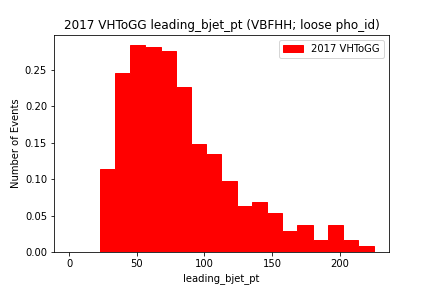 2017 VHToGG leading_bjet_pt (VBFHH; loose pho_id)
2017 VHToGG
Number of Events
0.25
0.20
0.15
0.10
0.05
0.00
0
50
100
150
200
leading_bjet_pt